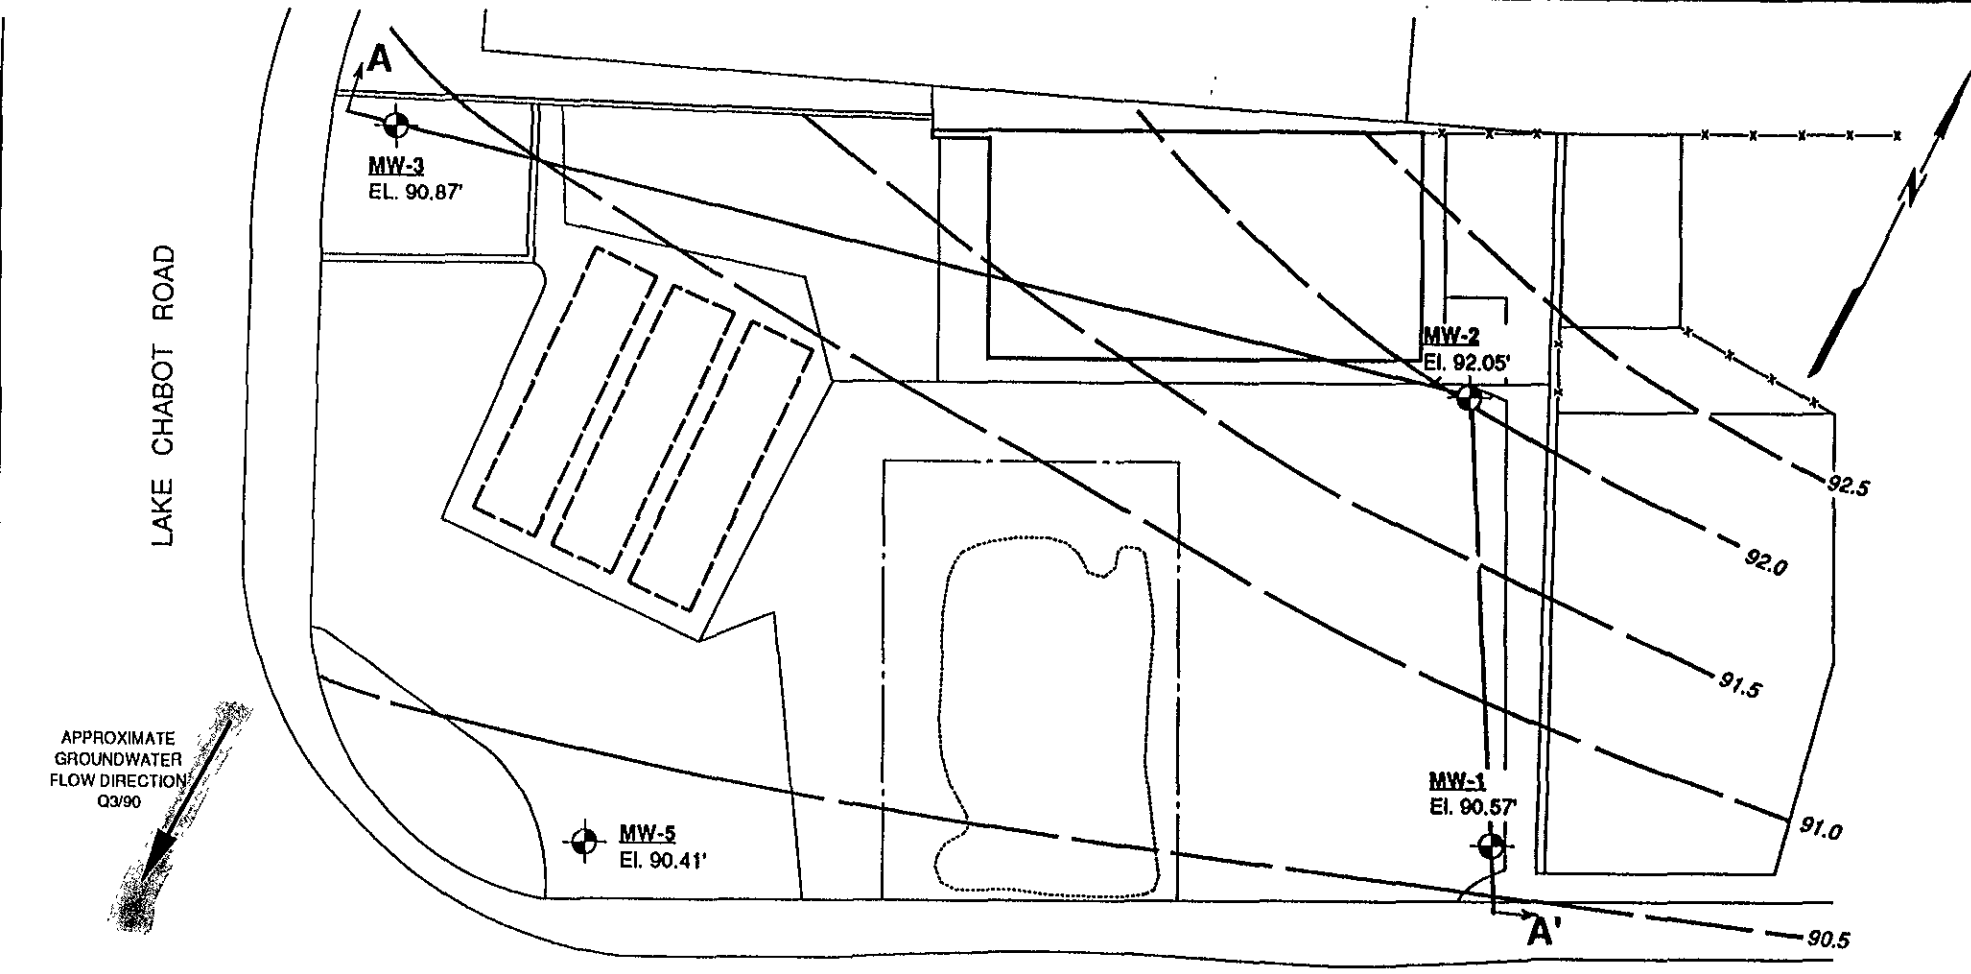 A
MW-3
EL. 90.87'
N
LAKE CHABOT ROAD
MW-2
El. 92.05'
92.5
92.0
91.5
APPROXIMATE
GROUNDWATER
FLOW DIRECTION
Q3/90
MW-1
El. 90.57'
91.0
MW-5
El. 90.41'
A'
90.5